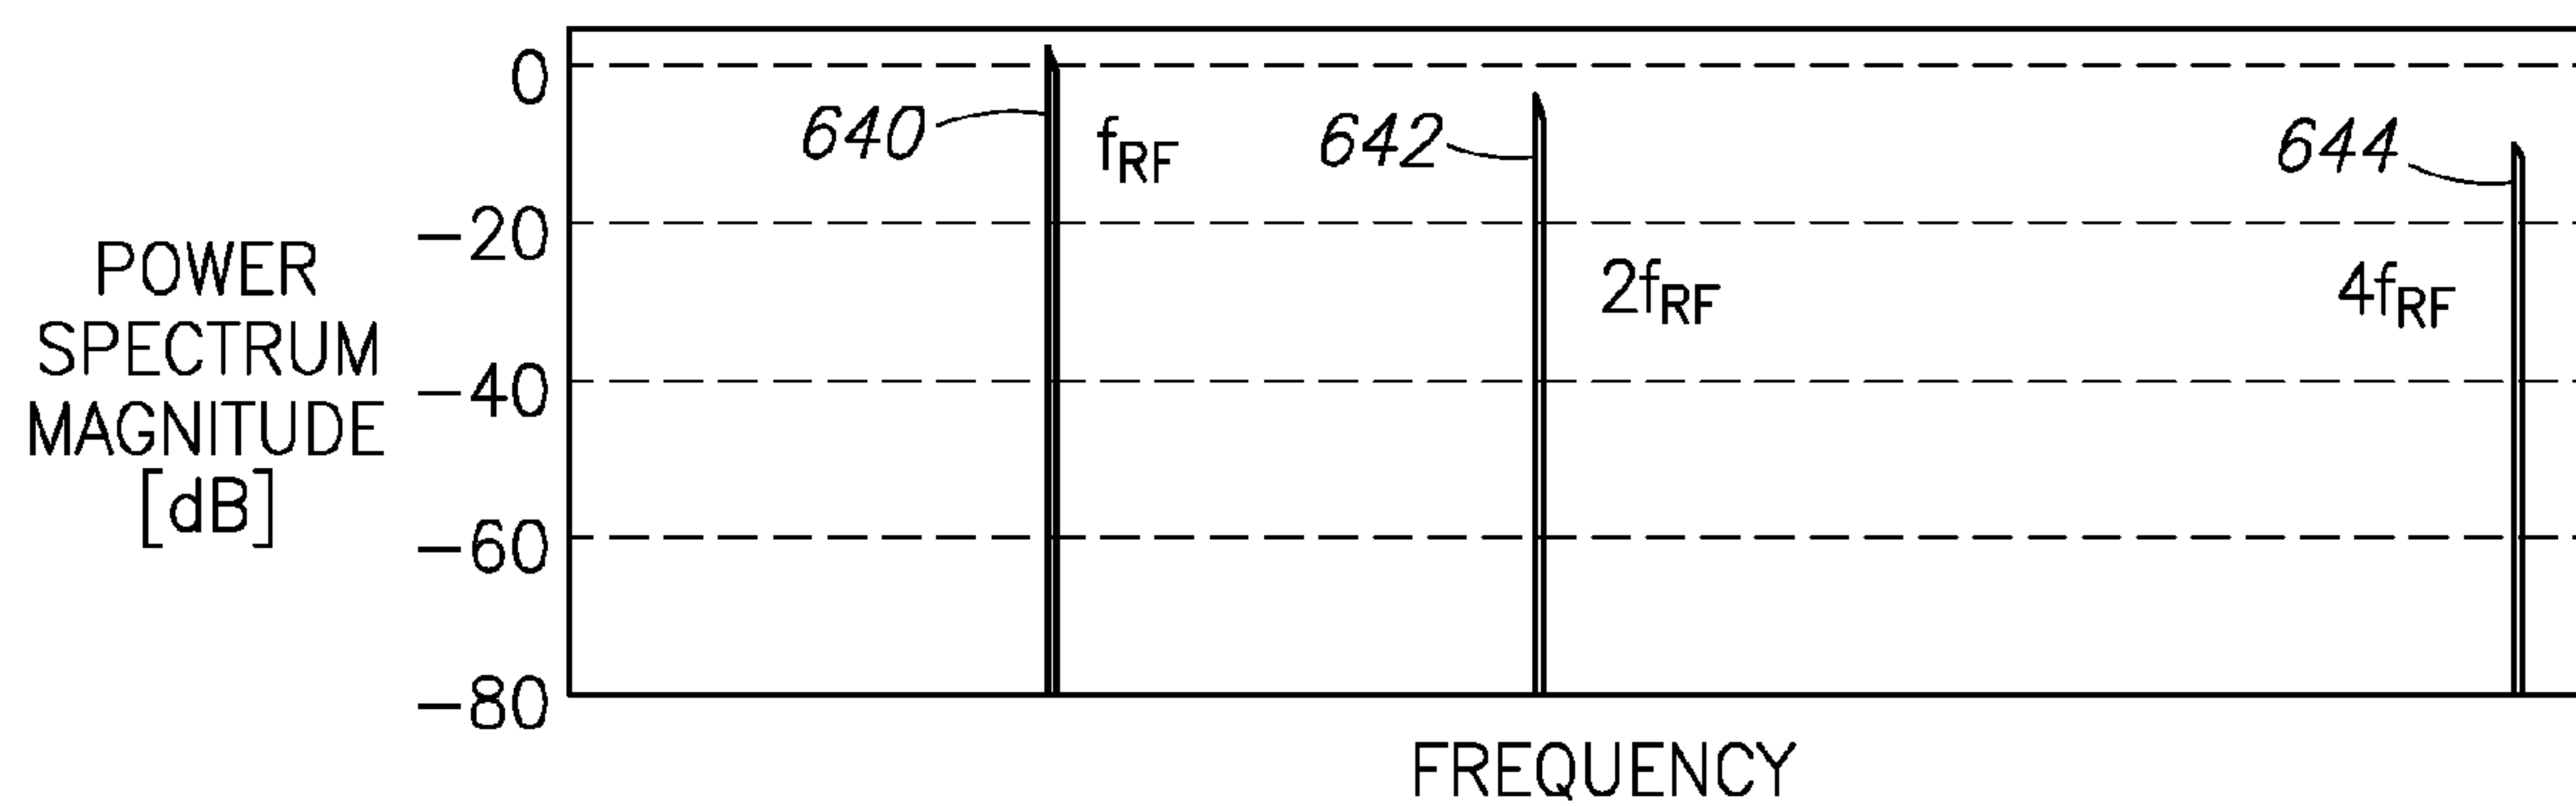 POWER
SPECTRUM
MAGNITUDE
[dB]
0
−20
−40
−60
−80
640
fRF
642
2fRF
644
4fRF
FREQUENCY